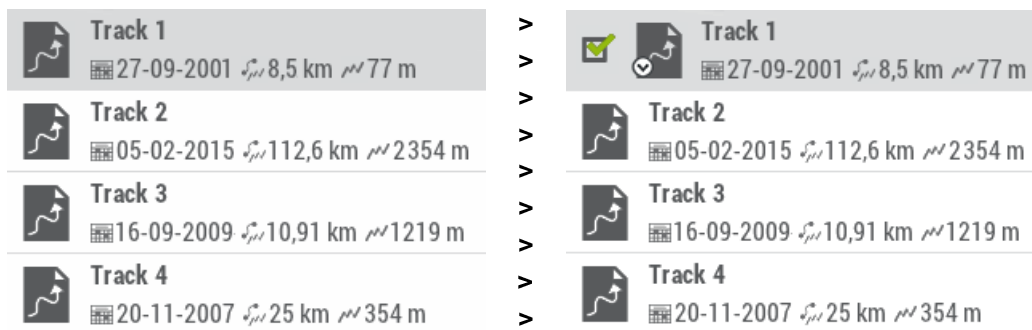 Track 1
27-09-2001 8,5 km 77 m
Track 2
05-02-2015 112,6 km 2354 m
Track 3
16-09-2009 10,91 km 1219 m
Track 4
20-11-2007 25 km 354 m
>
>
>
>
>
>
>
>
>
Track 1
27-09-2001 8,5 km 77 m
Track 2
05-02-2015 112,6 km 2354 m
Track 3
16-09-2009 10,91 km 1219 m
Track 4
20-11-2007 25 km 354 m